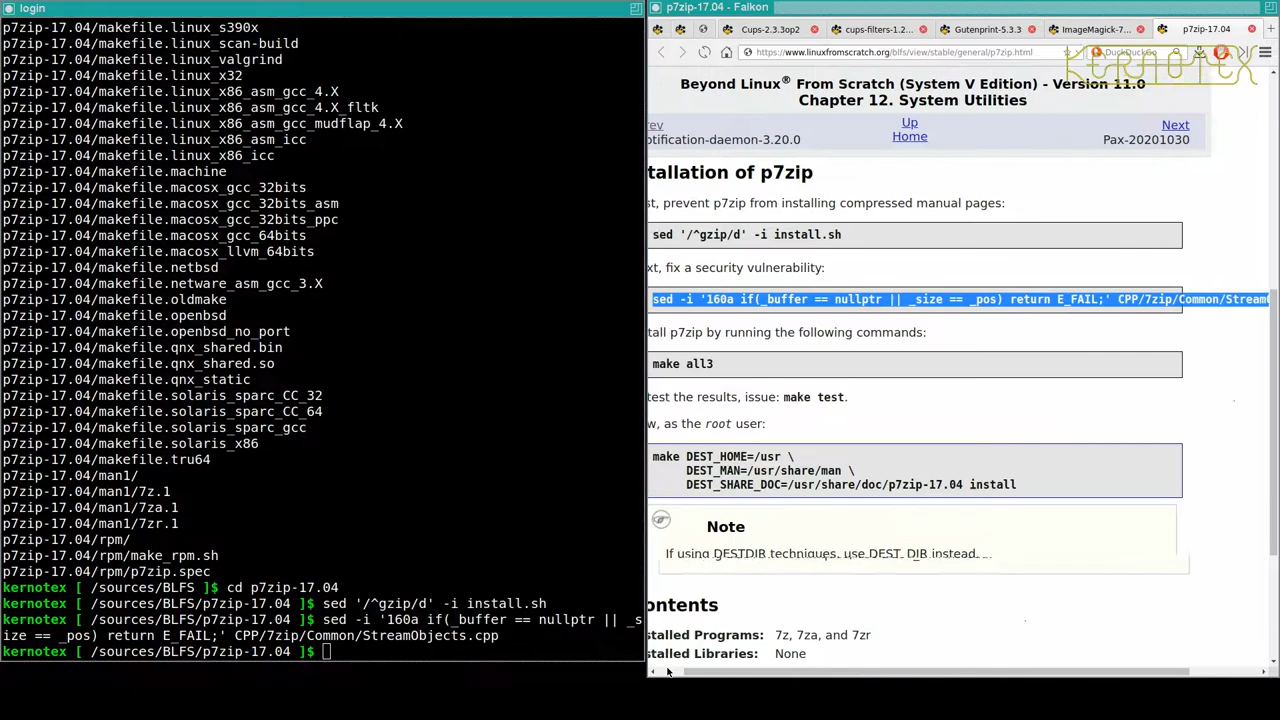 login
p7zip-17.04/makefile.linux_s390x
p7zip-17.04/makefile.linux_scan-build
p7zip-17.04/makefile.linux_valgrind
p7zip-17.04/makefile.linux_x32
p7zip-17.04/makefile.linux_x86_asm_gcc_4.X
p7zip-17.04/makefile.linux_x86_asm_gcc_4.X_fltk
p7zip-17.04/makefile.linux_x86_asm_gcc_mudflap_4.X
p7zip-17.04/makefile.linux_x86_asm_icc
p7zip-17.04/makefile.linux_x86_icc
p7zip-17.04/makefile.machine
p7zip-17.04/makefile.macosx_gcc_32bits
p7zip-17.04/makefile.macosx_gcc_32bits_asm
p7zip-17.04/makefile.macosx_gcc_32bits_ppc
p7zip-17.04/makefile.macosx_gcc_64bits
p7zip-17.04/makefile.macosx_llvm_64bits
p7zip-17.04/makefile.netbsd
p7zip-17.04/makefile.netware_asm_gcc_3.X
p7zip-17.04/makefile.oldmake
p7zip-17.04/makefile.openbsd
p7zip-17.04/makefile.openbsd_no_port
p7zip-17.04/makefile.qnx_shared.bin
p7zip-17.04/makefile.qnx_shared.so
p7zip-17.04/makefile.qnx_static
p7zip-17.04/makefile.solaris_sparc_CC_32
p7zip-17.04/makefile.solaris_sparc_CC_64
p7zip-17.04/makefile.solaris_sparc_gcc
p7zip-17.04/makefile.solaris_x86
p7zip-17.04/makefile.tru64
p7zip-17.04/man1/
p7zip-17.04/man1/7z.1
p7zip-17.04/man1/7za.1
p7zip-17.04/man1/7zr.1
p7zip-17.04/rpm/
p7zip-17.04/rpm/make_rpm.sh
p7zip-17.04/rpm/p7zip.spec
kernotex [ /sources/BLFS ]$ cd p7zip-17.04
kernotex [ /sources/BLFS/p7zip-17.04 ]$ sed '/^gzip/d' -i install.sh
kernotex [ /sources/BLFS/p7zip-17.04 ]$ sed -i '160a if(_buffer == nullptr || _s
ize == _pos) return E_FAIL;' CPP/7zip/Common/StreamObjects.cpp
kernotex [ /sources/BLFS/p7zip-17.04 ]$
p7zip-17.04 - Falkon
Cups-2.3.3op2 cups-filters-1.2... Gutenprint-5.3.3 ImageMagick-7... p7zip-17.04
https://www.linuxfromscratch.org/blfs/view/stable/general/p7zip.html DuckDuckGo
KERNOTEX
Beyond Linux® From Scratch (System V Edition) - Version 11.0
Chapter 12. System Utilities
ev Up Next
otification-daemon-3.20.0 Home Pax-20201030
tallation of p7zip
st, prevent p7zip from installing compressed manual pages:
sed '/^gzip/d' -i install.sh
xt, fix a security vulnerability:
sed -i '160a if(_buffer == nullptr || _size == _pos) return E_FAIL;' CPP/7zip/Common/Stream
tall p7zip by running the following commands:
make all3
test the results, issue: make test.
w, as the root user:
make DEST_HOME=/usr \
DEST_MAN=/usr/share/man \
DEST_SHARE_DOC=/usr/share/doc/p7zip-17.04 install
Note
If using DESTDIR techniques, use DEST_DIR instead.
ontents
stalled Programs: 7z, 7za, and 7zr
stalled Libraries: None